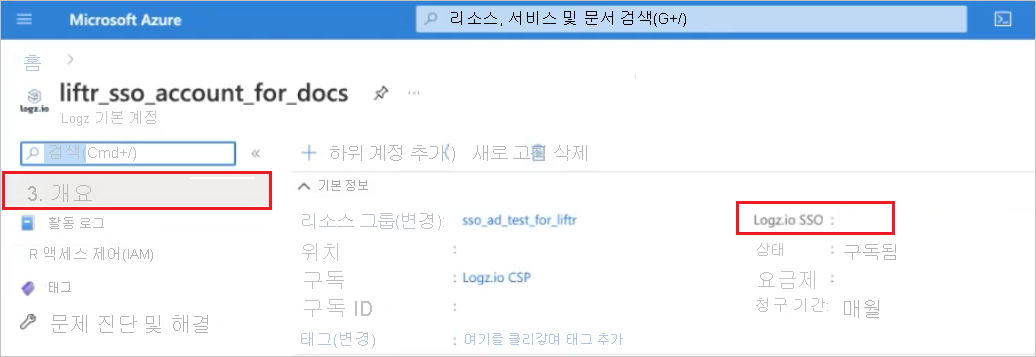 Microsoft Azure
리소스, 서비스 및 문서 검색(G+/)
홈
liftr_sso_account_for_docs
logz.io
Logz 기본 계정
검색(Cmd+/)
하위 계정 추가) 새로 고침 삭제
3. 개요
기본 정보
활동 로그
리소스 그룹(변경): sso_ad_test_for_liftr
Logz.io SSO :
R 액세스 제어(IAM)
위치 :
상태 : 구독됨
태그
구독 : Logz.io CSP
요금제 :
문제 진단 및 해결
구독 ID :
청구 기간: 매월
태그(변경) : 여기를 클릭하여 태그 추가